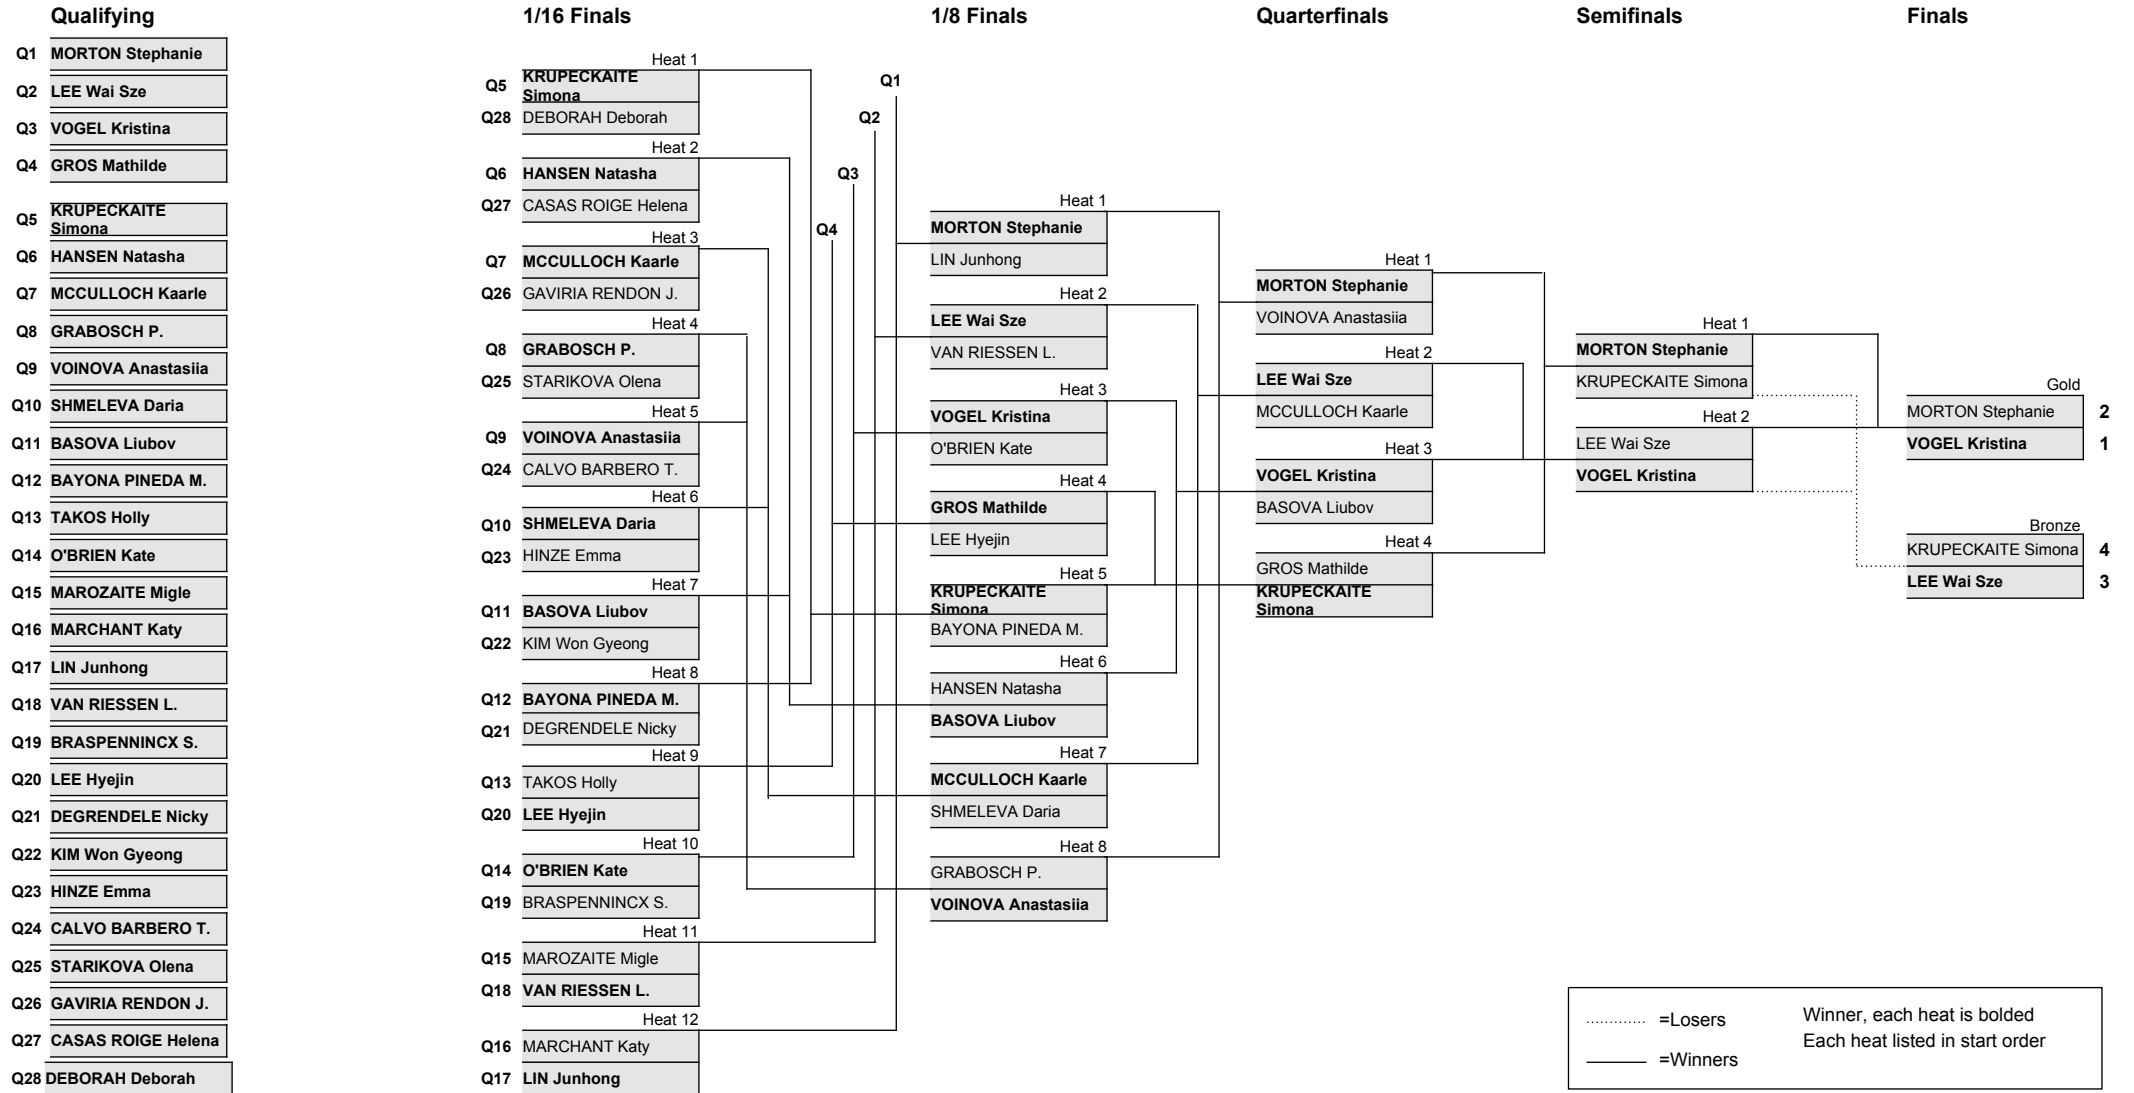 Qualifying
Q1 MORTON Stephanie
Q2 LEE Wai Sze
Q3 VOGEL Kristina
Q4 GROS Mathilde
Q5 KRUPECKAITE
Simona
Q6 HANSEN Natasha
Q7 MCCULLOCH Kaarle
Q8 GRABOSCH P.
Q9 VOINOVA Anastasiia
Q10 SHMELEVA Daria
Q11 BASOVA Liubov
Q12 BAYONA PINEDA M.
Q13 TAKOS Holly
Q14 O'BRIEN Kate
Q15 MAROZAITE Migle
Q16 MARCHANT Katy
Q17 LIN Junhong
Q18 VAN RIESSEN L.
Q19 BRASPENNINCX S.
Q20 LEE Hyejin
Q21 DEGRENDELE Nicky
Q22 KIM Won Gyeong
Q23 HINZE Emma
Q24 CALVO BARBERO T.
Q25 STARIKOVA Olena
Q26 GAVIRIA RENDON J.
Q27 CASAS ROIGE Helena
Q28 DEBORAH Deborah
1/16 Finals
Heat 1
Q5 KRUPECKAITE
Simona
Q28 DEBORAH Deborah
Heat 2
Q6 HANSEN Natasha
Q27 CASAS ROIGE Helena
Heat 3
Q7 MCCULLOCH Kaarle
Q26 GAVIRIA RENDON J.
Heat 4
Q8 GRABOSCH P.
Q25 STARIKOVA Olena
Heat 5
Q9 VOINOVA Anastasiia
Q24 CALVO BARBERO T.
Heat 6
Q10 SHMELEVA Daria
Q23 HINZE Emma
Heat 7
Q11 BASOVA Liubov
Q22 KIM Won Gyeong
Heat 8
Q12 BAYONA PINEDA M.
Q21 DEGRENDELE Nicky
Heat 9
Q13 TAKOS Holly
Q20 LEE Hyejin
Heat 10
Q14 O'BRIEN Kate
Q19 BRASPENNINCX S.
Heat 11
Q15 MAROZAITE Migle
Q18 VAN RIESSEN L.
Heat 12
Q16 MARCHANT Katy
Q17 LIN Junhong
1/8 Finals
Q1
Q2
Q3
Q4
Heat 1
MORTON Stephanie
LIN Junhong
Heat 2
LEE Wai Sze
VAN RIESSEN L.
Heat 3
VOGEL Kristina
O'BRIEN Kate
Heat 4
GROS Mathilde
LEE Hyejin
Heat 5
KRUPECKAITE
Simona
BAYONA PINEDA M.
Heat 6
HANSEN Natasha
BASOVA Liubov
Heat 7
MCCULLOCH Kaarle
SHMELEVA Daria
Heat 8
GRABOSCH P.
VOINOVA Anastasiia
Quarterfinals
Heat 1
MORTON Stephanie
VOINOVA Anastasiia
Heat 2
LEE Wai Sze
MCCULLOCH Kaarle
Heat 3
VOGEL Kristina
BASOVA Liubov
Heat 4
GROS Mathilde
KRUPECKAITE
Simona
Semifinals
Heat 1
MORTON Stephanie
KRUPECKAITE Simona
Heat 2
LEE Wai Sze
VOGEL Kristina
Finals
Gold
MORTON Stephanie 2
VOGEL Kristina 1
Bronze
KRUPECKAITE Simona 4
LEE Wai Sze 3
=Losers
=Winners
Winner, each heat is bolded
Each heat listed in start order